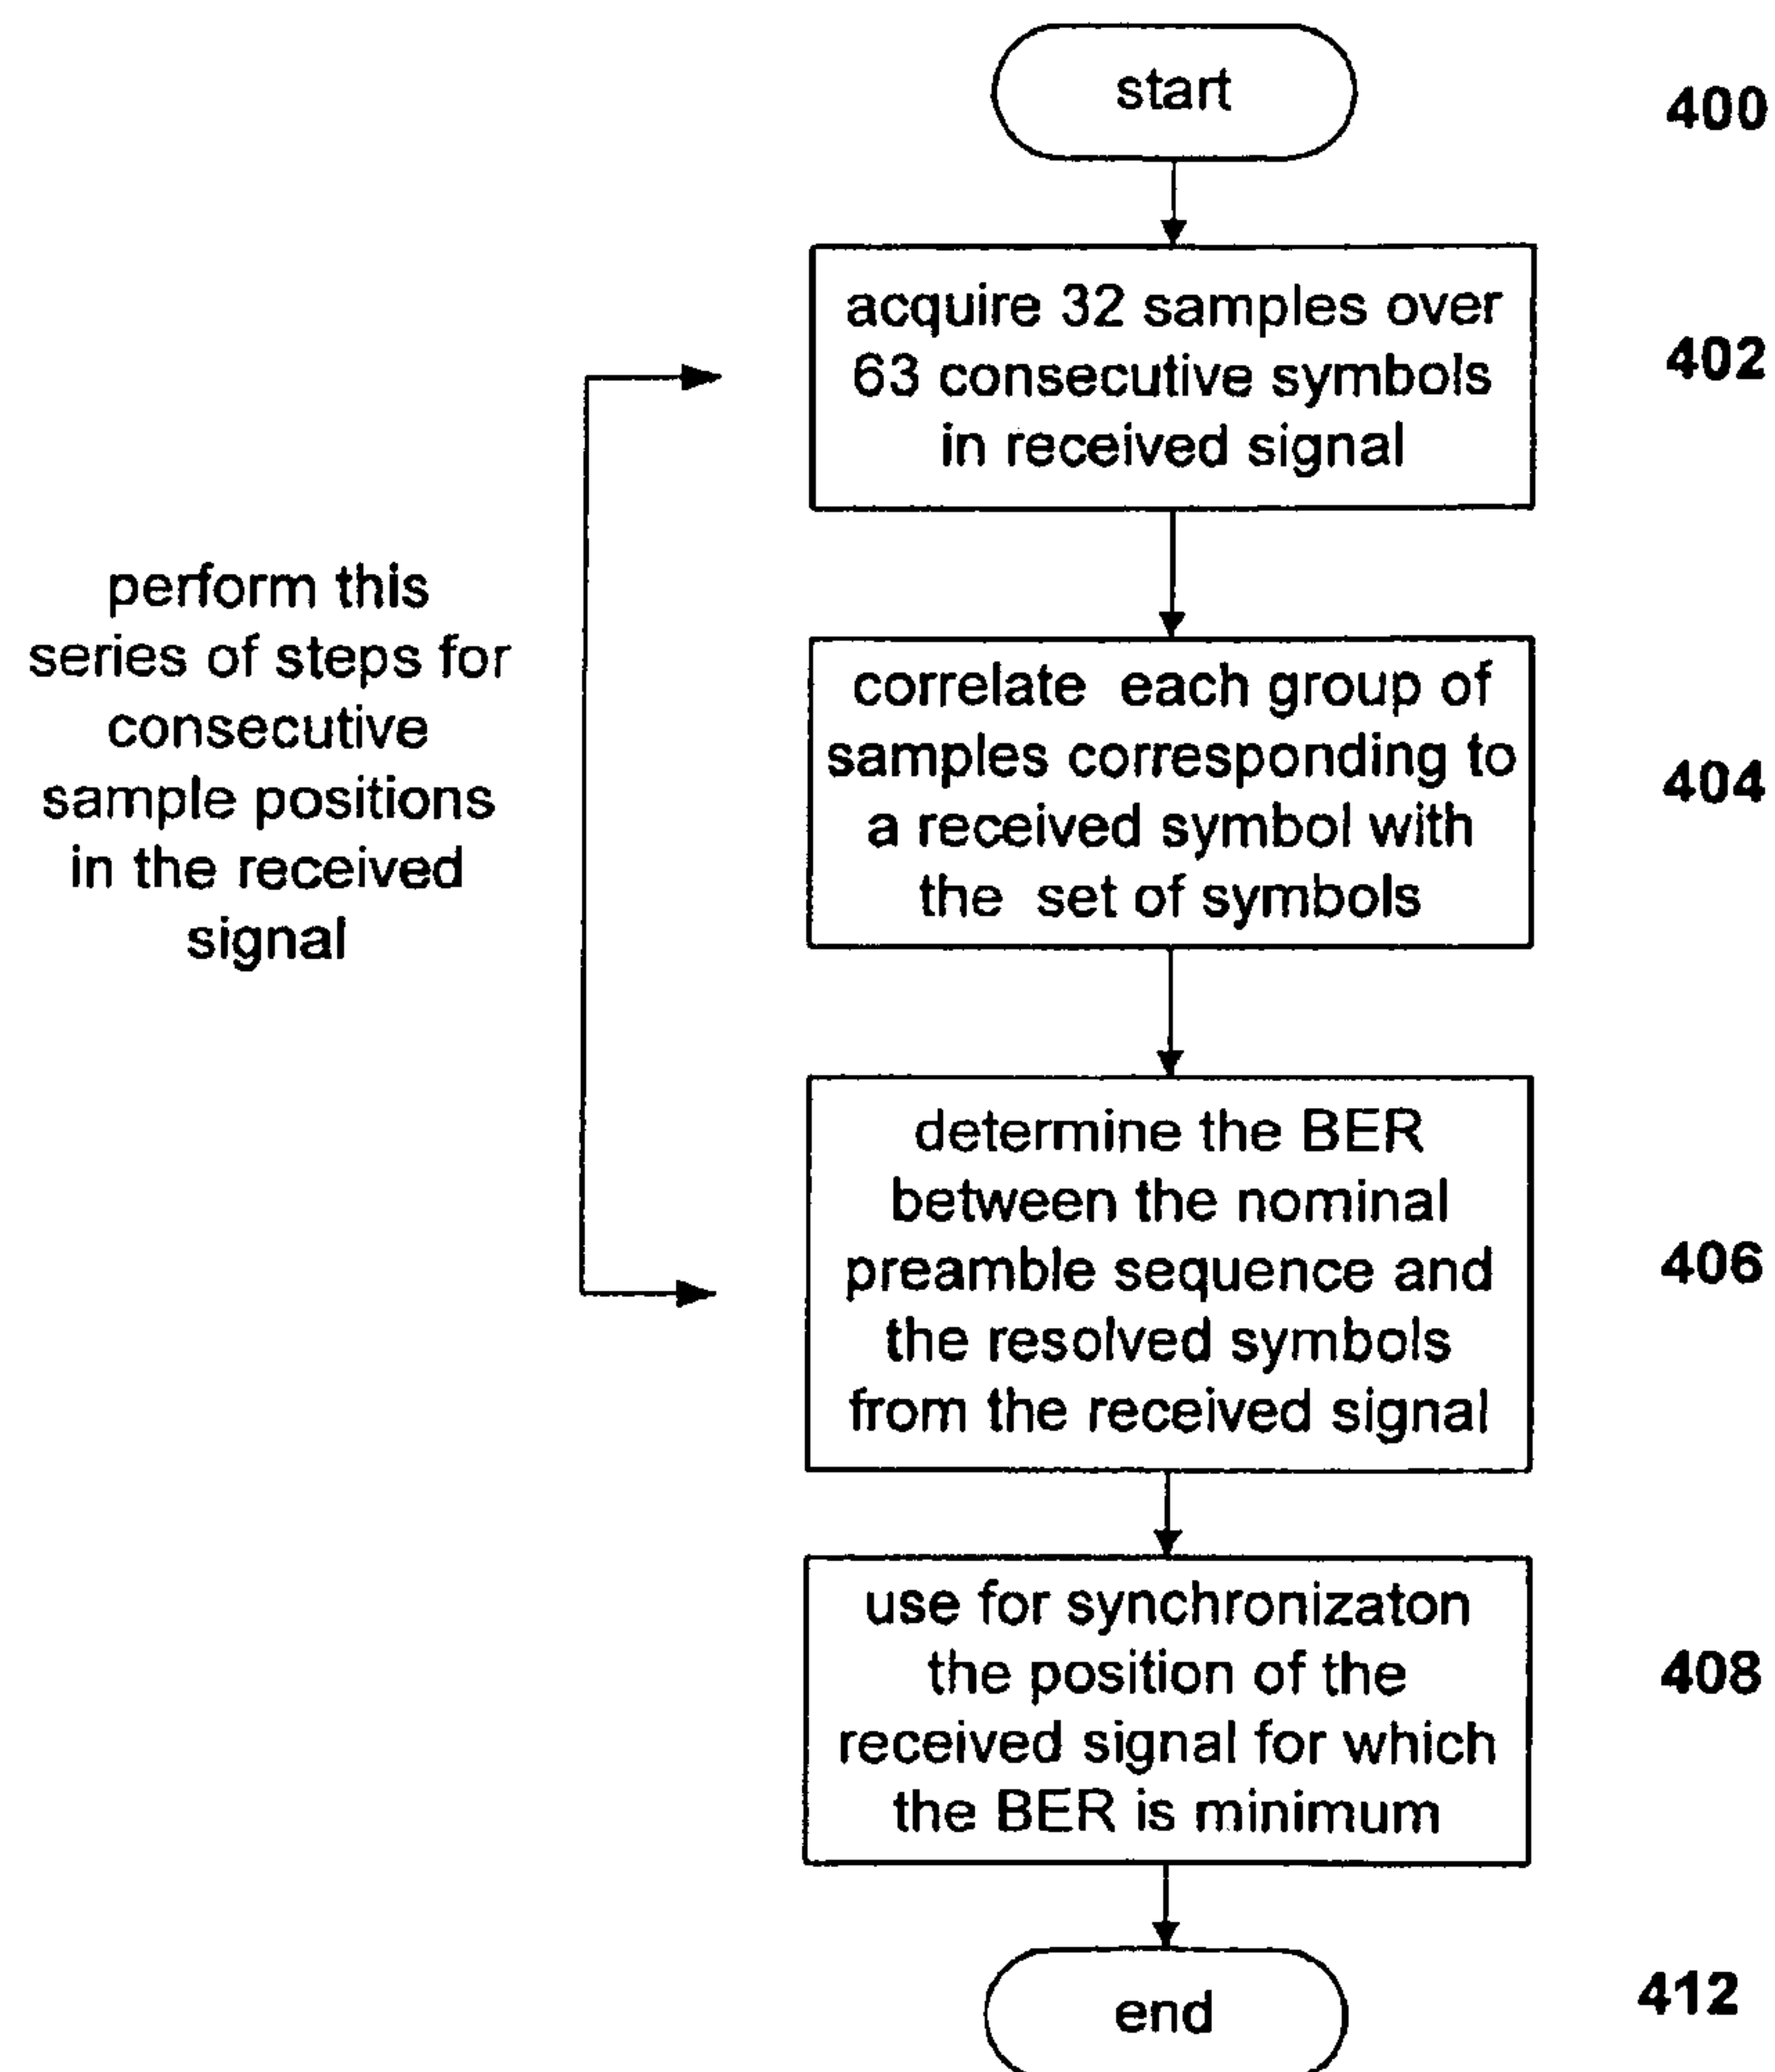 start
400
acquire 32 samples over
63 consecutive symbols
in received signal
402
perform this
series of steps for
consecutive
sample positions
in the received
signal
correlate each group of
samples corresponding to
a received symbol with
the set of symbols
404
determine the BER
between the nominal
preamble sequence and
the resolved symbols
from the received signal
406
use for synchronizaton
the position of the
received signal for which
the BER is minimum
408
end
412